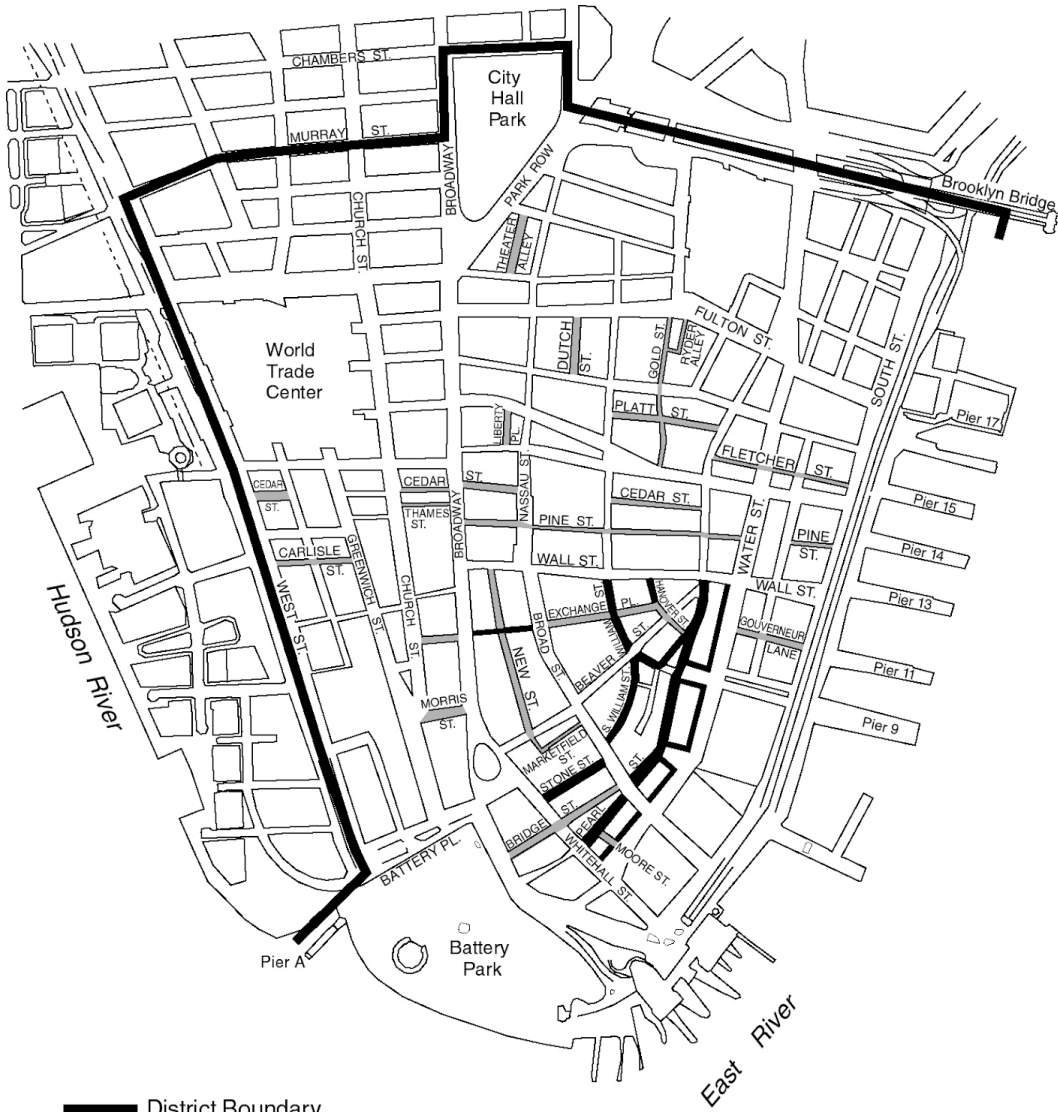 CHAMBERS ST.
City
Hall
Park
MURRAY ST.
BROADWAY
PARK ROW
Brooklyn Bridge
CHURCH ST.
THEATER
ALLEY
FULTON ST.
SOUTH ST.
World
Trade
Center
DUTCH
ST.
GOLD ST.
RYDER
ALLEY
PLATT ST.
Pier 17
LIBERTY
PL.
NASSAU ST.
FLETCHER ST.
CEDAR
ST.
CEDAR ST.
THAMES
ST.
BROADWAY
CEDAR ST.
PINE ST.
WATER ST.
PINE
ST.
Pier 15
Pier 14
Pier 13
Pier 11
Pier 9
CARLISLE
ST.
GREENWICH ST.
WALL ST.
WALL ST.
WEST ST.
CHURCH ST.
EXCHANGE PL.
WILLIAM ST.
HANOVER ST.
GOUVERNEUR
LANE
Hudson River
BROAD ST.
NEW ST.
BEAVER ST.
S. WILLIAM ST.
MORRIS
ST.
MARKETFIELD
ST.
STONE ST.
BRIDGE ST.
PEARL ST.
MOORE ST.
WHITEHALL ST.
BATTERY PL.
Battery
Park
Pier A
East River
District Boundary